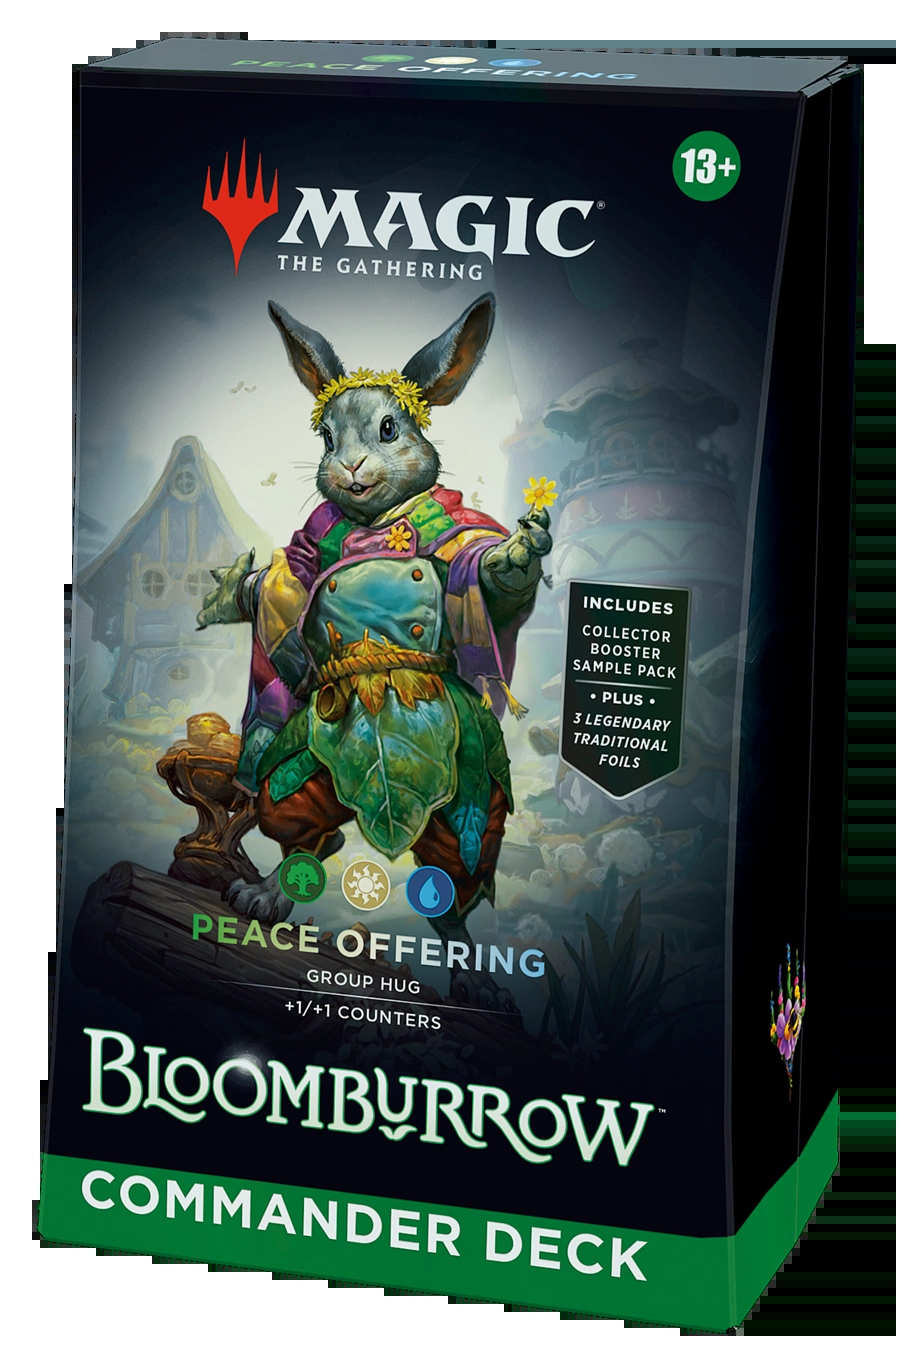 PEACE OFFERING
13+
MAGIC®
THE GATHERING
INCLUDES
COLLECTOR
BOOSTER
SAMPLE PACK
• PLUS •
3 LEGENDARY
TRADITIONAL
FOILS
PEACE OFFERING
GROUP HUG
+1/+1 COUNTERS
BLOOMBURROW™
COMMANDER DECK